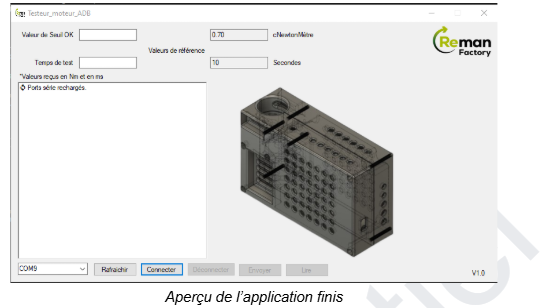 Testeur_moteur_ADB
Valeur de Seuil OK 0.70 cNewtonMètre
Valeurs de référence
Temps de test 10 Secondes
*Valeurs reçus en Nm et en ms
Ports série rechargés.
Reman
Factory
COM9 Rafraichir Connecter Déconnecter Envoyer Lire V1.0
Aperçu de l'application finis